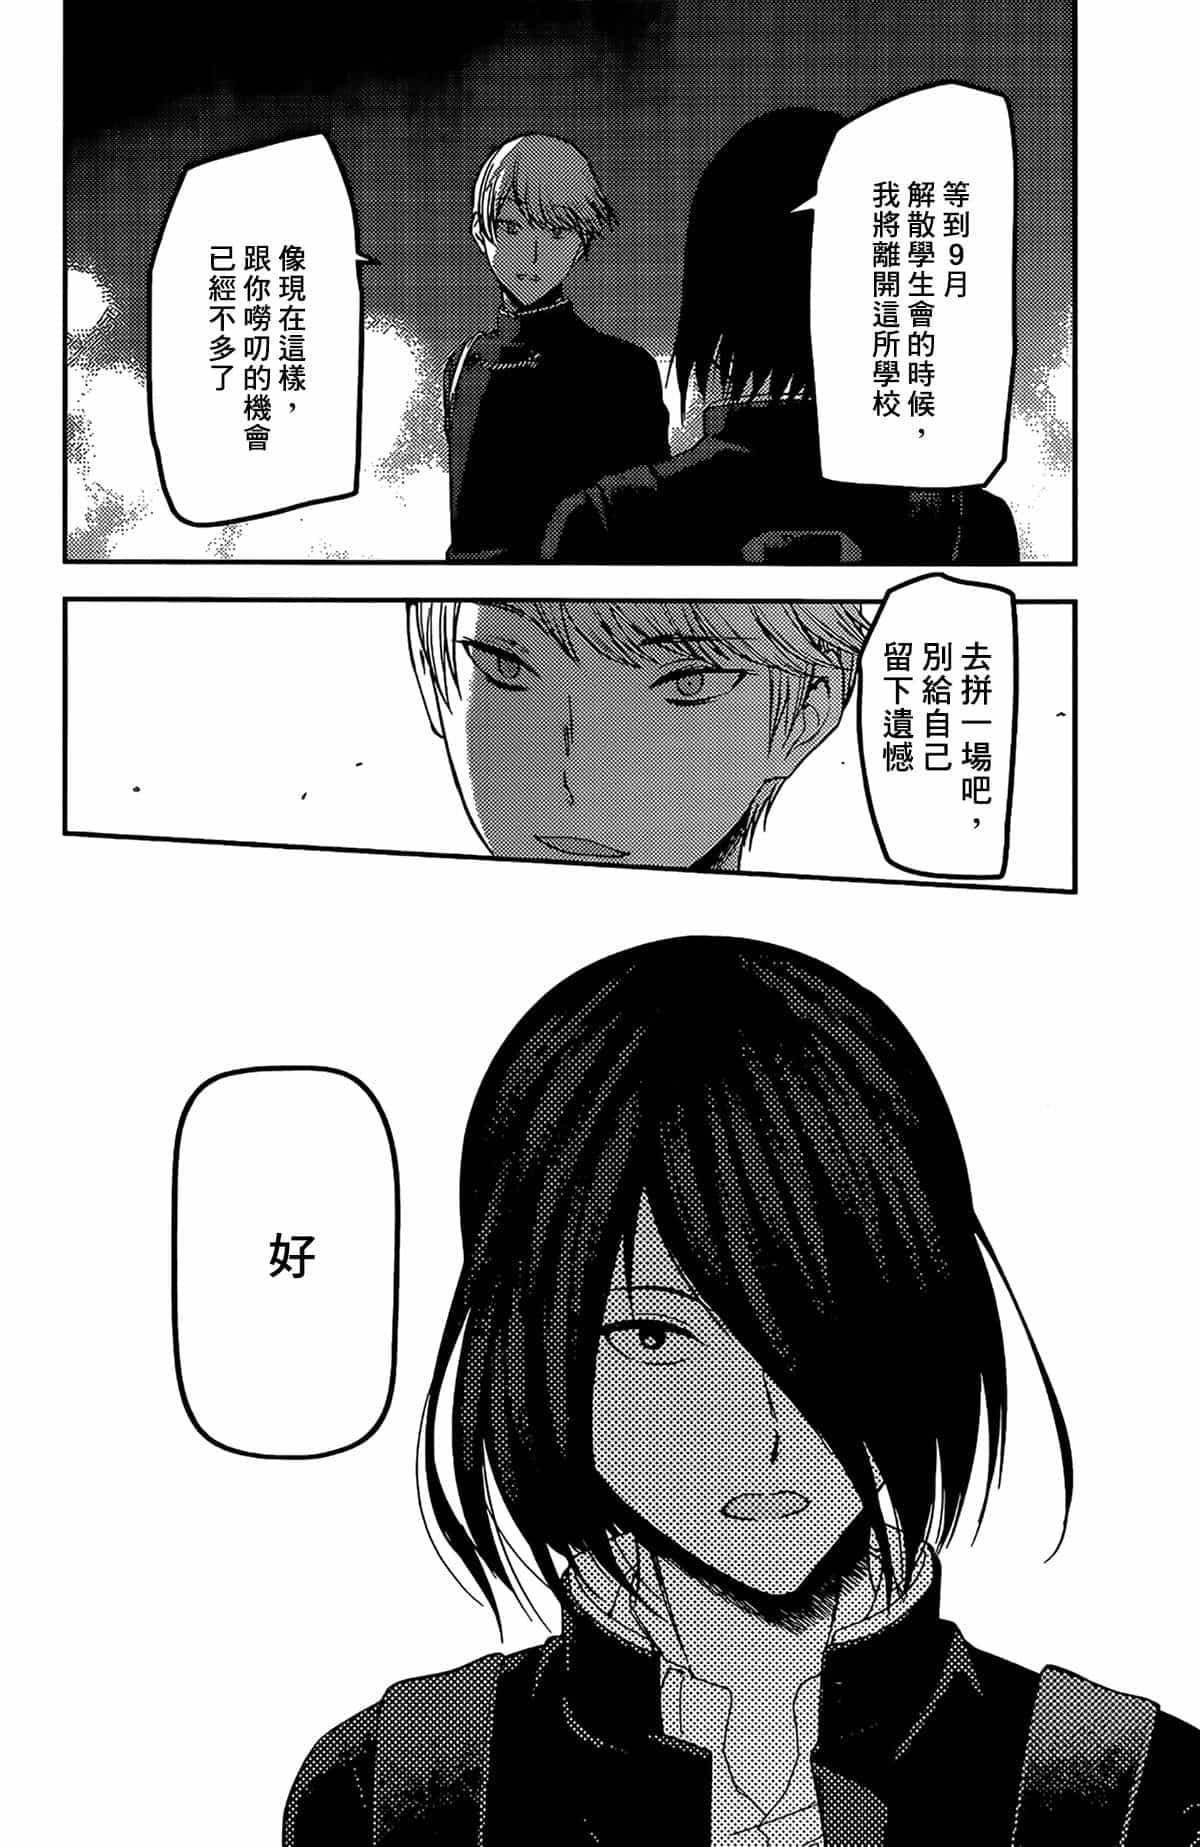 等到9月
解散學生會的時候，
我將離開這所學校
像現在這樣，
跟你嘮叨的機會
已經不多了
去拼一場吧，
別給自己
留下遺憾
好